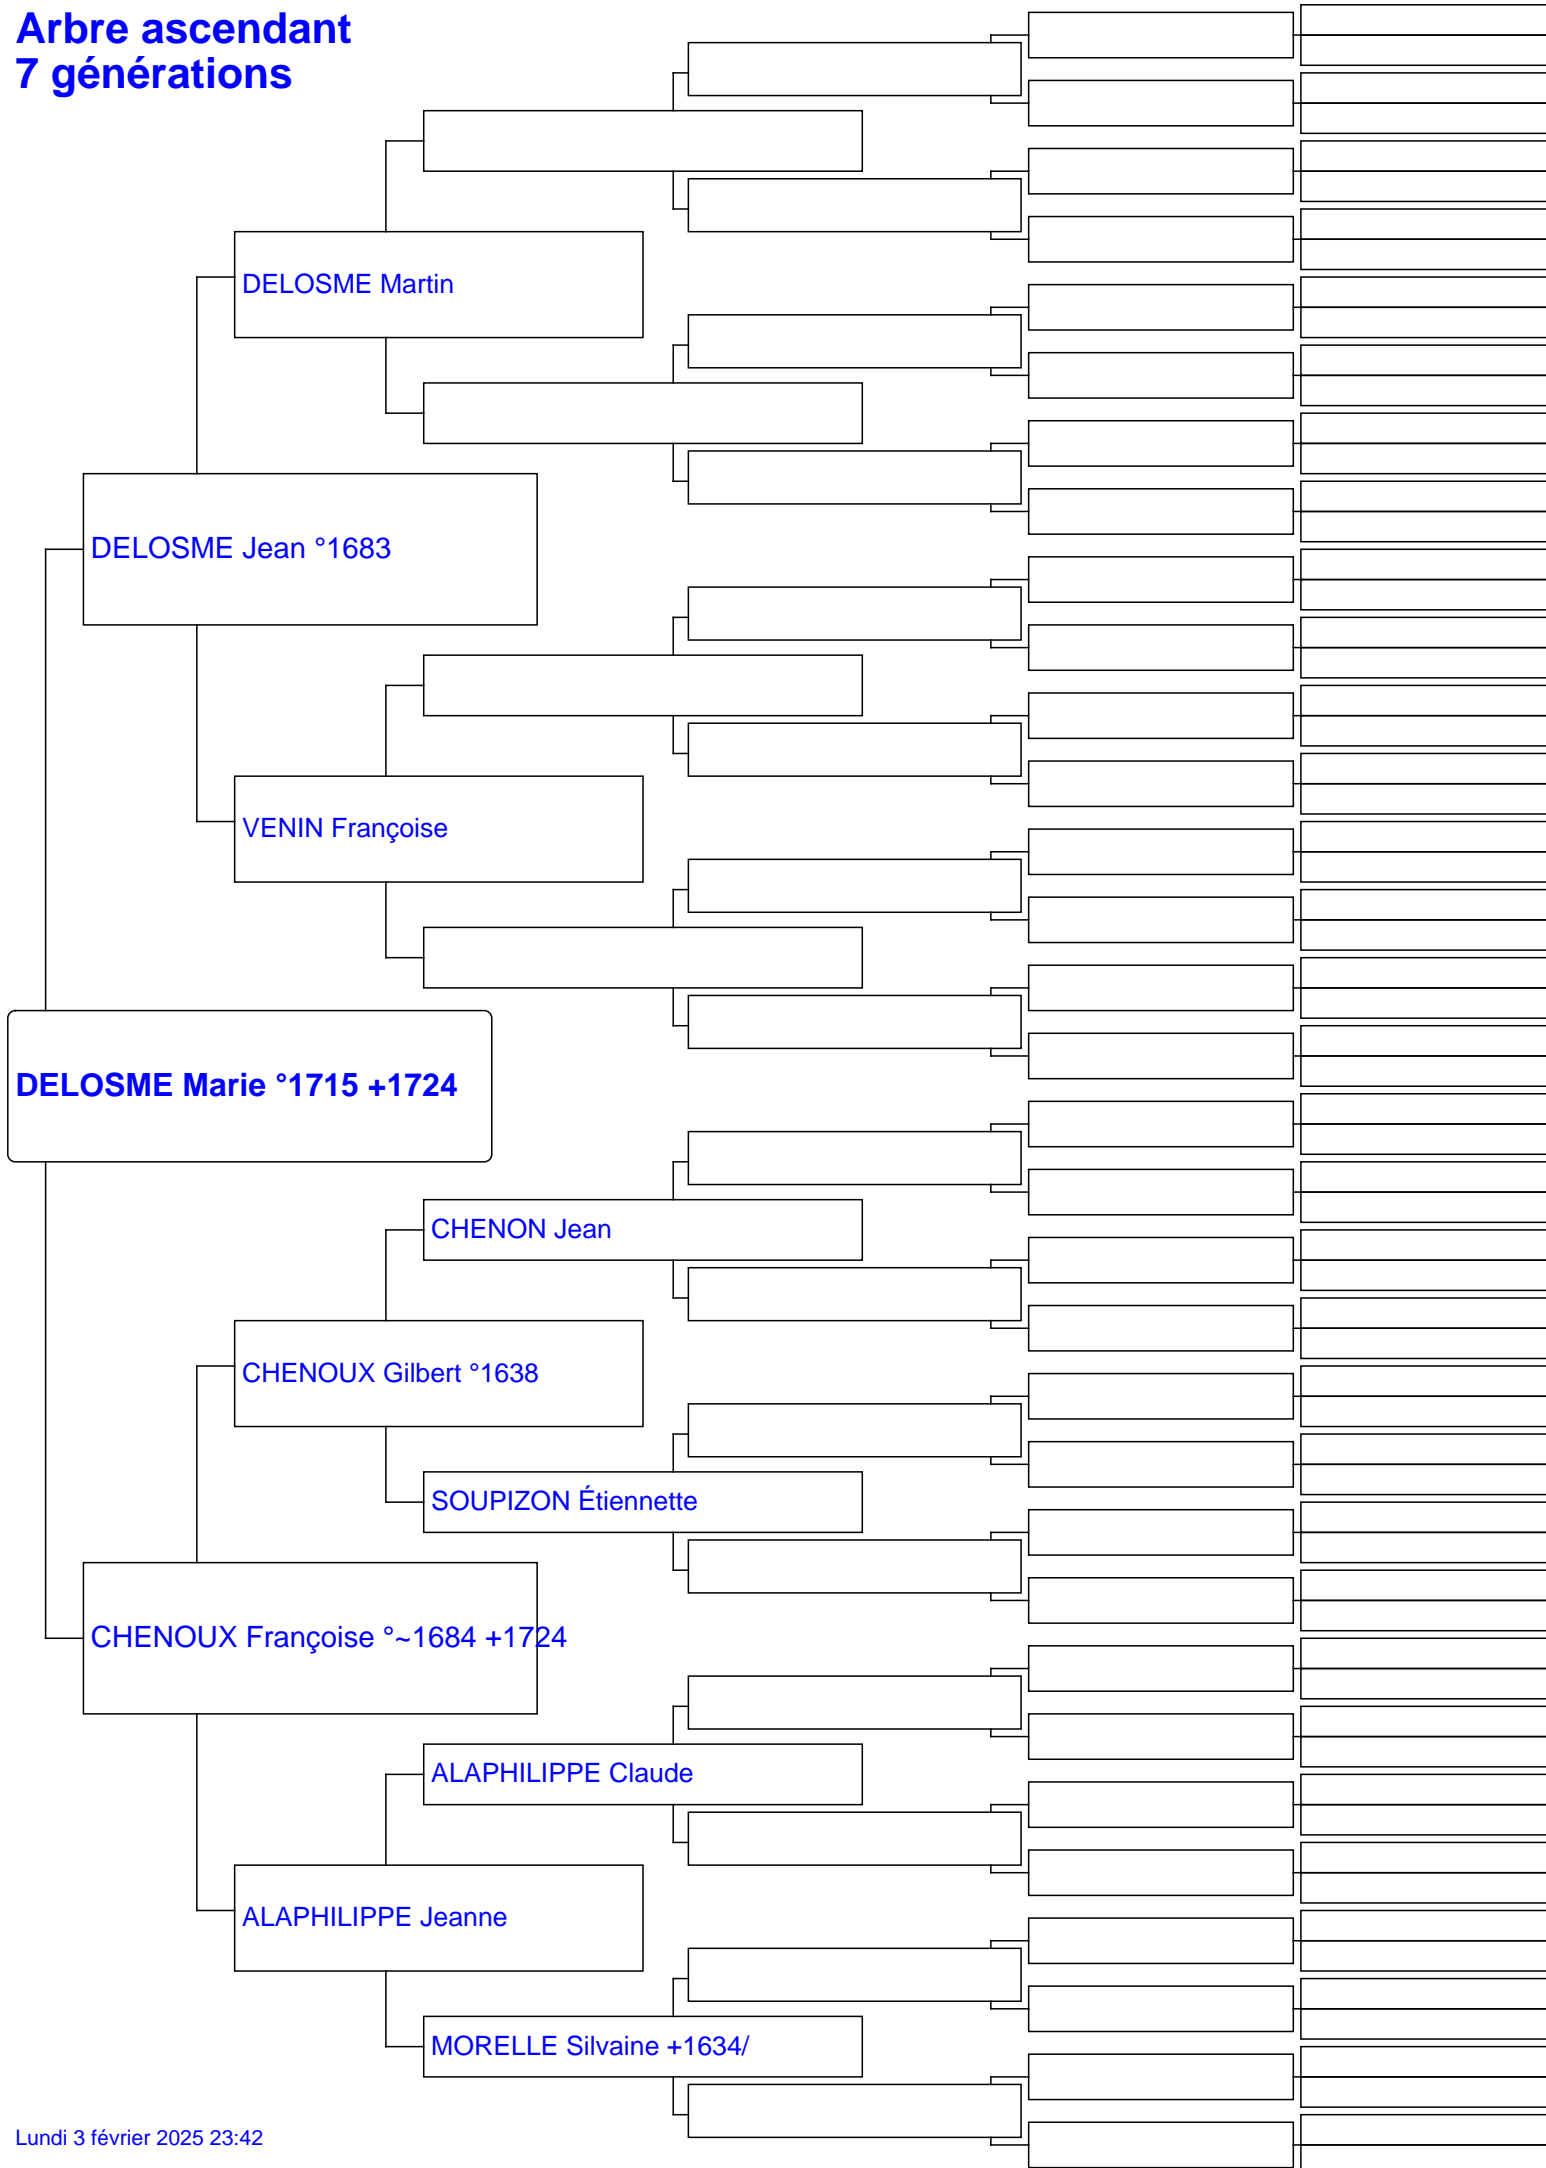 Arbre ascendant
7 générations
DELOSME Martin
DELOSME Jean °1683
VENIN Françoise
DELOSME Marie °1715 +1724
CHENON Jean
CHENOUX Gilbert °1638
SOUPIZON Étiennette
CHENOUX Françoise °~1684 +1724
ALAPHILIPPE Claude
ALAPHILIPPE Jeanne
MORELLE Silvaine +1634/
Lundi 3 février 2025 23:42